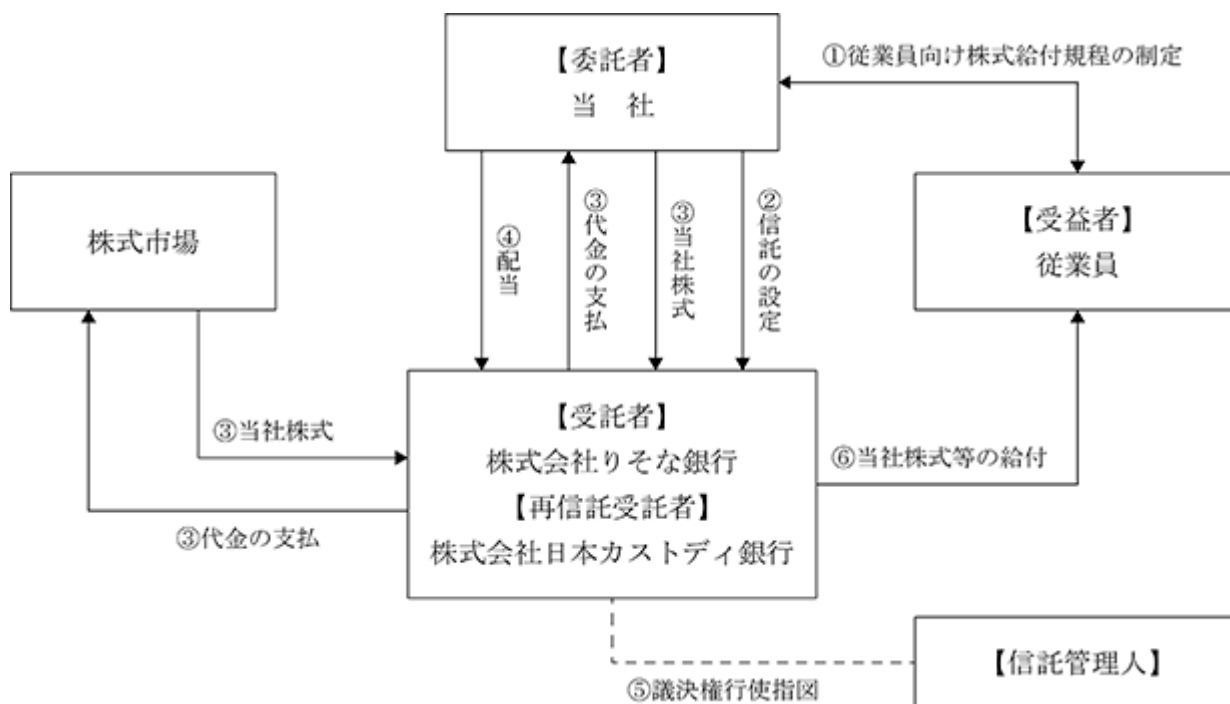 【委託者】
当　社
①従業員向け株式給付規程の制定
株式市場
【受益者】
従業員
④配当
③代金の支払
③当社株式
②信託の設定
③当社株式
③代金の支払
【受託者】
株式会社りそな銀行
【再信託受託者】
株式会社日本カストディ銀行
⑥当社株式等の給付
⑤議決権行使指図
【信託管理人】